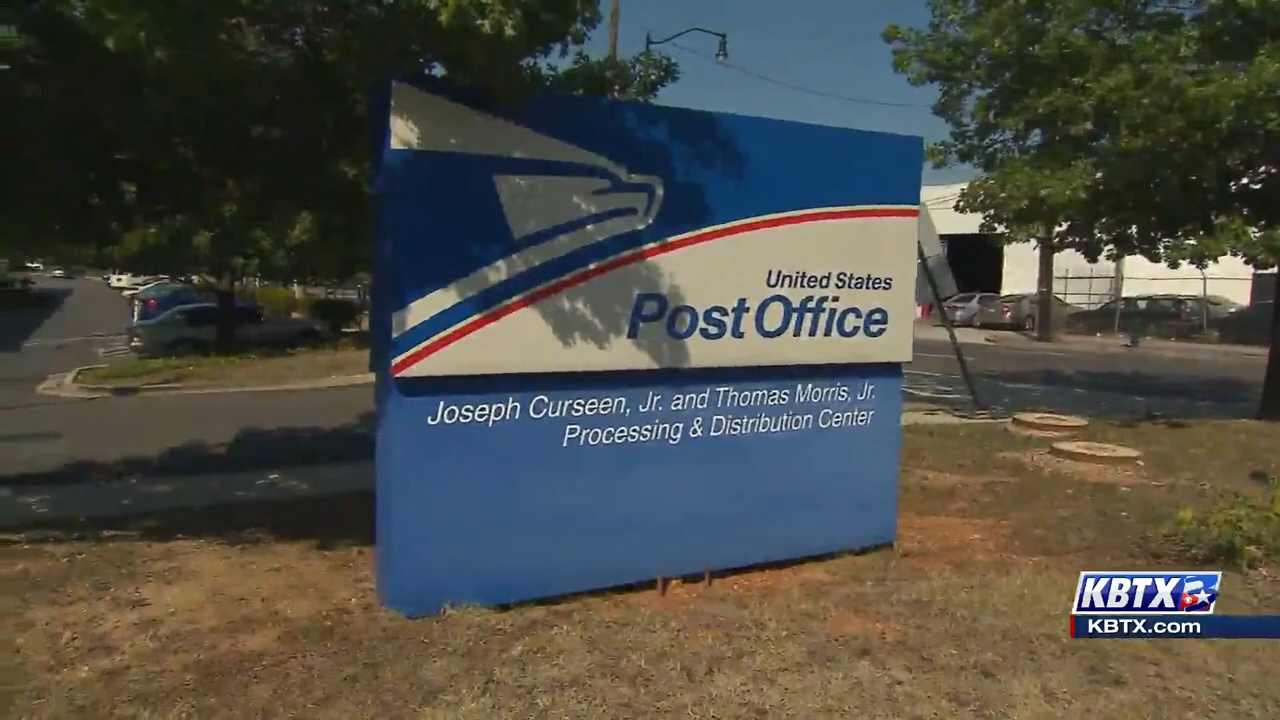 United States
Post Office
Joseph Curseen, Jr. and Thomas Morris, Jr.
Processing & Distribution Center
KBTX
KBTX.com